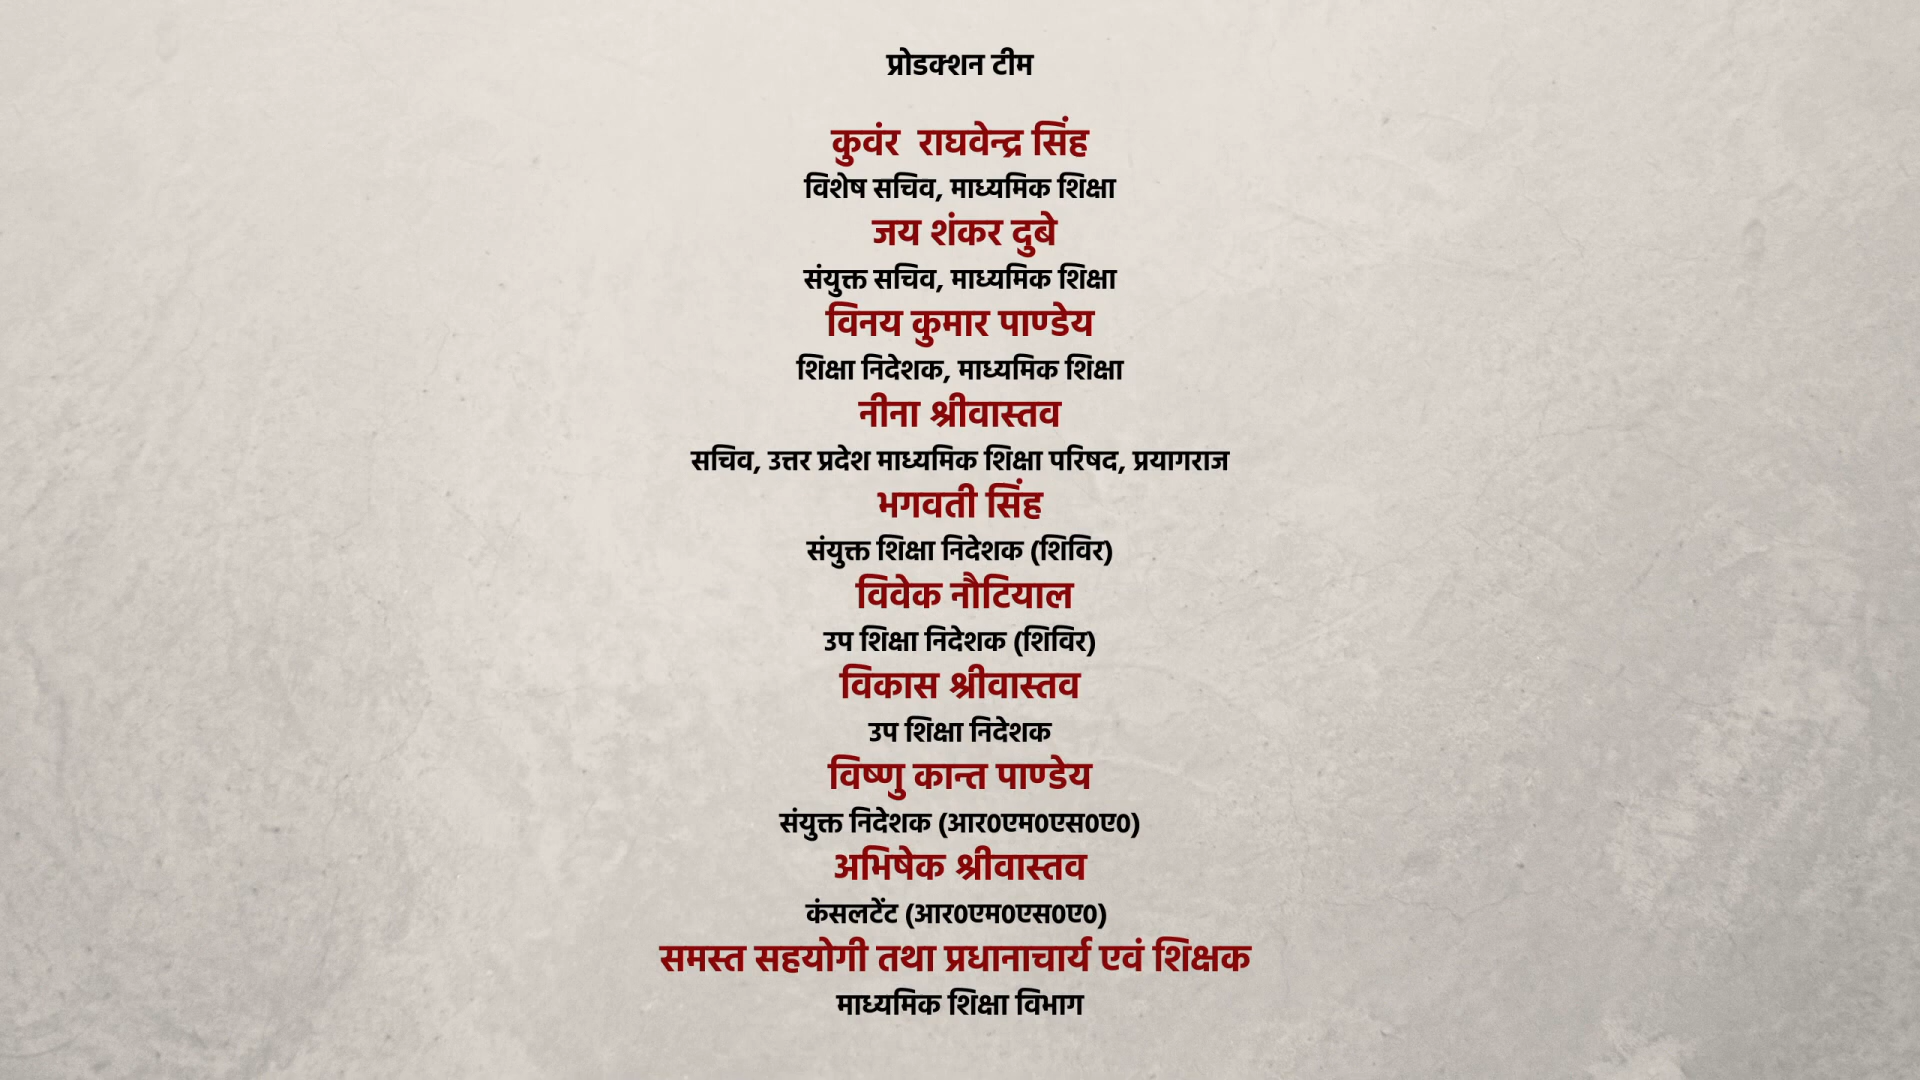 प्रोडक्शन टीम
कुवंर राघवेन्द्र सिंह
विशेष सचिव, माध्यमिक शिक्षा
जय शंकर दुबे
संयुक्त सचिव, माध्यमिक शिक्षा
विनय कुमार पाण्डेय
शिक्षा निदेशक, माध्यमिक शिक्षा
नीना श्रीवास्तव
सचिव, उत्तर प्रदेश माध्यमिक शिक्षा परिषद, प्रयागराज
भगवती सिंह
संयुक्त शिक्षा निदेशक (शिविर)
विवेक नौटियाल
उप शिक्षा निदेशक (शिविर)
विकास श्रीवास्तव
उप शिक्षा निदेशक
विष्णु कान्त पाण्डेय
संयुक्त निदेशक (आर०एम०एस०ए०)
अभिषेक श्रीवास्तव
कंसलटेंट (आर०एम०एस०ए०)
समस्त सहयोगी तथा प्रधानाचार्य एवं शिक्षक
माध्यमिक शिक्षा विभाग